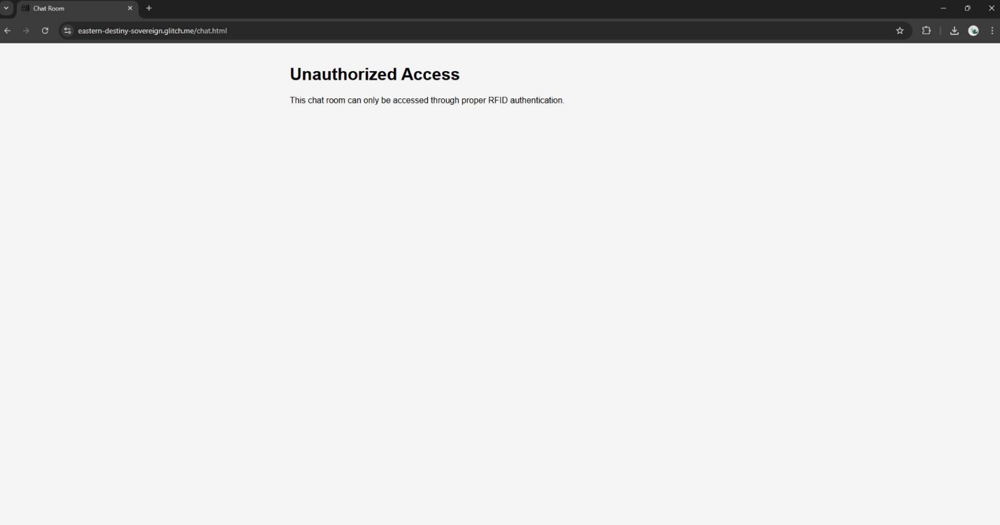 Chat Room
eastern-destiny-sovereign.glitch.me/chat.html
Unauthorized Access
This chat room can only be accessed through proper RFID authentication.